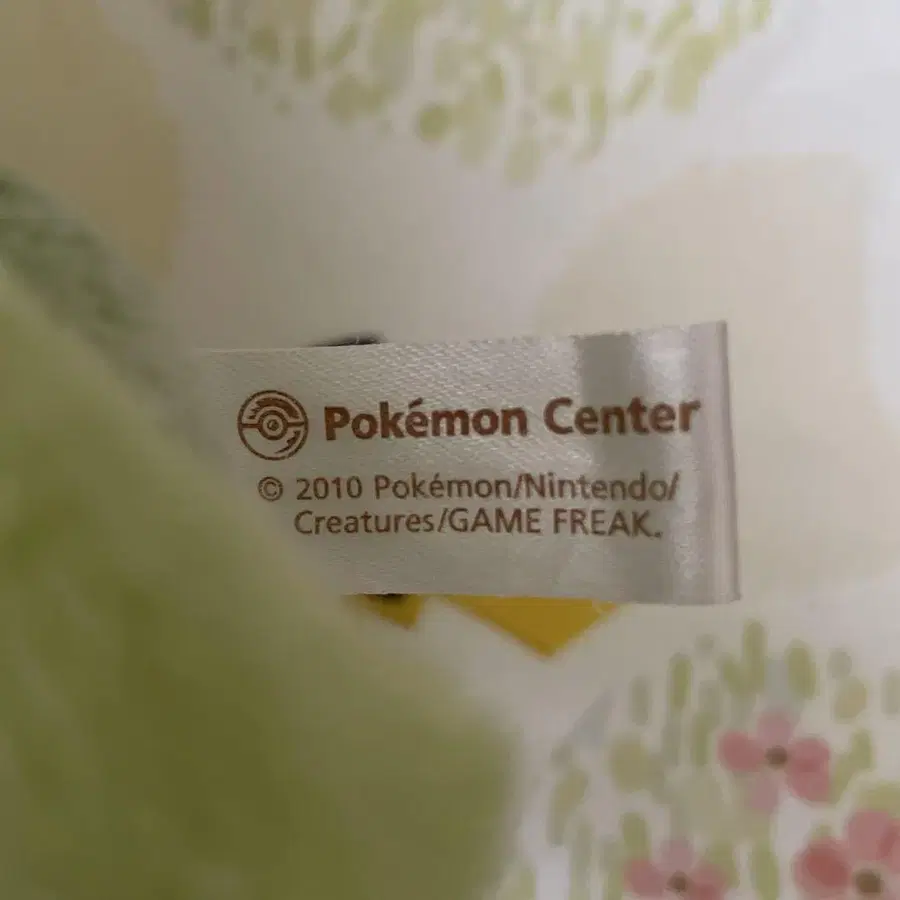 Pokémon Center
© 2010 Pokémon/Nintendo/
Creatures/GAME FREAK.